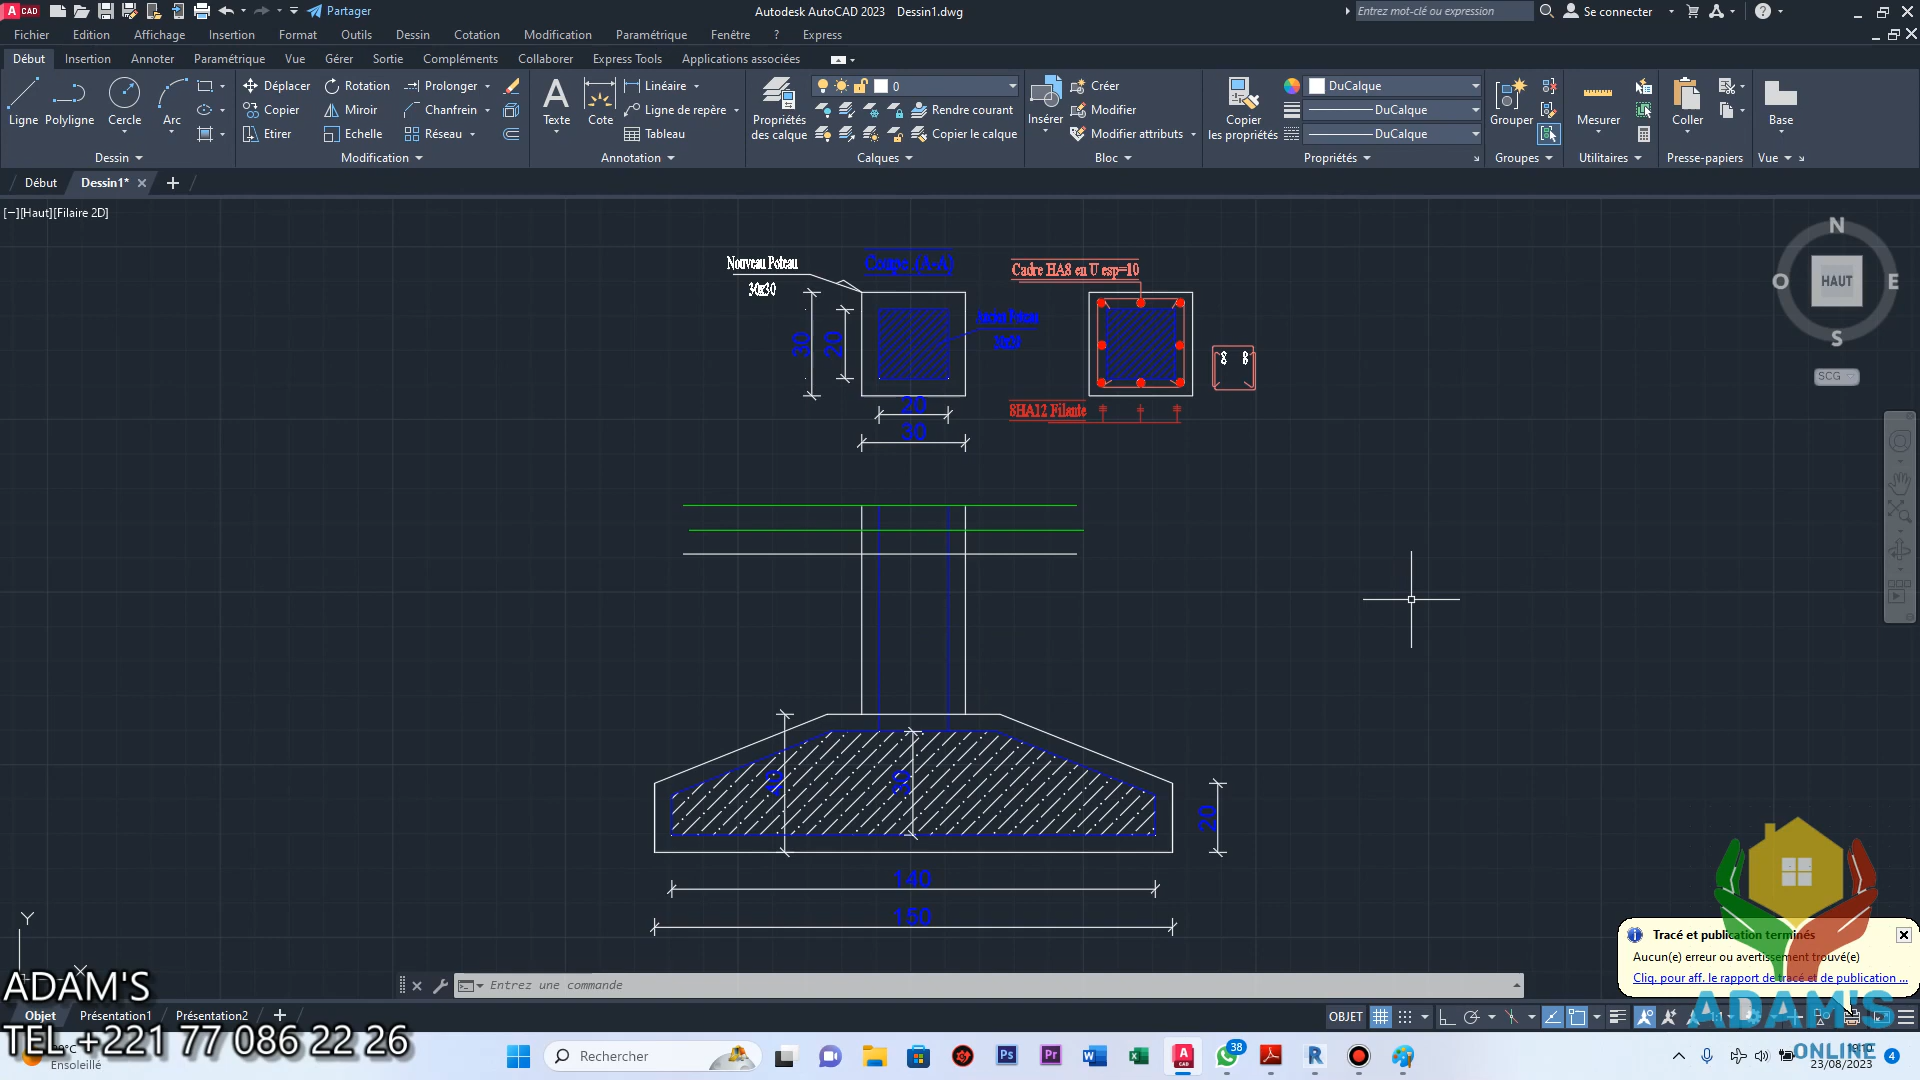 CAD
Partager
Autodesk AutoCAD 2023 Dessin1.dwg
Entrez mot-clé ou expression
Se connecter
Fichier Edition Affichage Insertion Format Outils Dessin Cotation Modification Paramétrique Fenêtre ? Express
Début Insertion Annoter Paramétrique Vue Gérer Sortie Compléments Collaborer Express Tools Applications associées
Ligne Polyligne Cercle Arc
Déplacer Rotation Prolonger
Copier Miroir Chanfrein
Etirer Echelle Réseau
Texte Cote
Linéaire
Ligne de repère
Tableau
Propriétés
des calque
0
Rendre courant
Copier le calque
Insérer
Créer
Modifier
Modifier attributs
Copier
les propriétés
DuCalque
DuCalque
DuCalque
Grouper
Mesurer
Coller
Base
Dessin Modification Annotation Calques Bloc Propriétés Groupes Utilitaires Presse-papiers Vue
Début Dessin1*
[−][Haut][Filaire 2D]
N
O HAUT E
S
SCG
Nouveau Poteau
30x30
Coupe (A-A)
Cadre HA8 en U esp=10
Ancien Poteau
30
20
8 8
20
30
8HA12 Filante
40
30
20
140
150
Y
X
Entrez une commande
Tracé et publication terminés
Aucun(e) erreur ou avertissement trouvé(e)
Cliq. pour aff. le rapport de tracé et de publication ...
ADAM'S
TEL +221 77 086 22 26
ADAM'S
ONLINE
Objet Présentation1 Présentation2
OBJET
Ensoleillé
Rechercher
Ps
Pr
38
23/08/2023
4